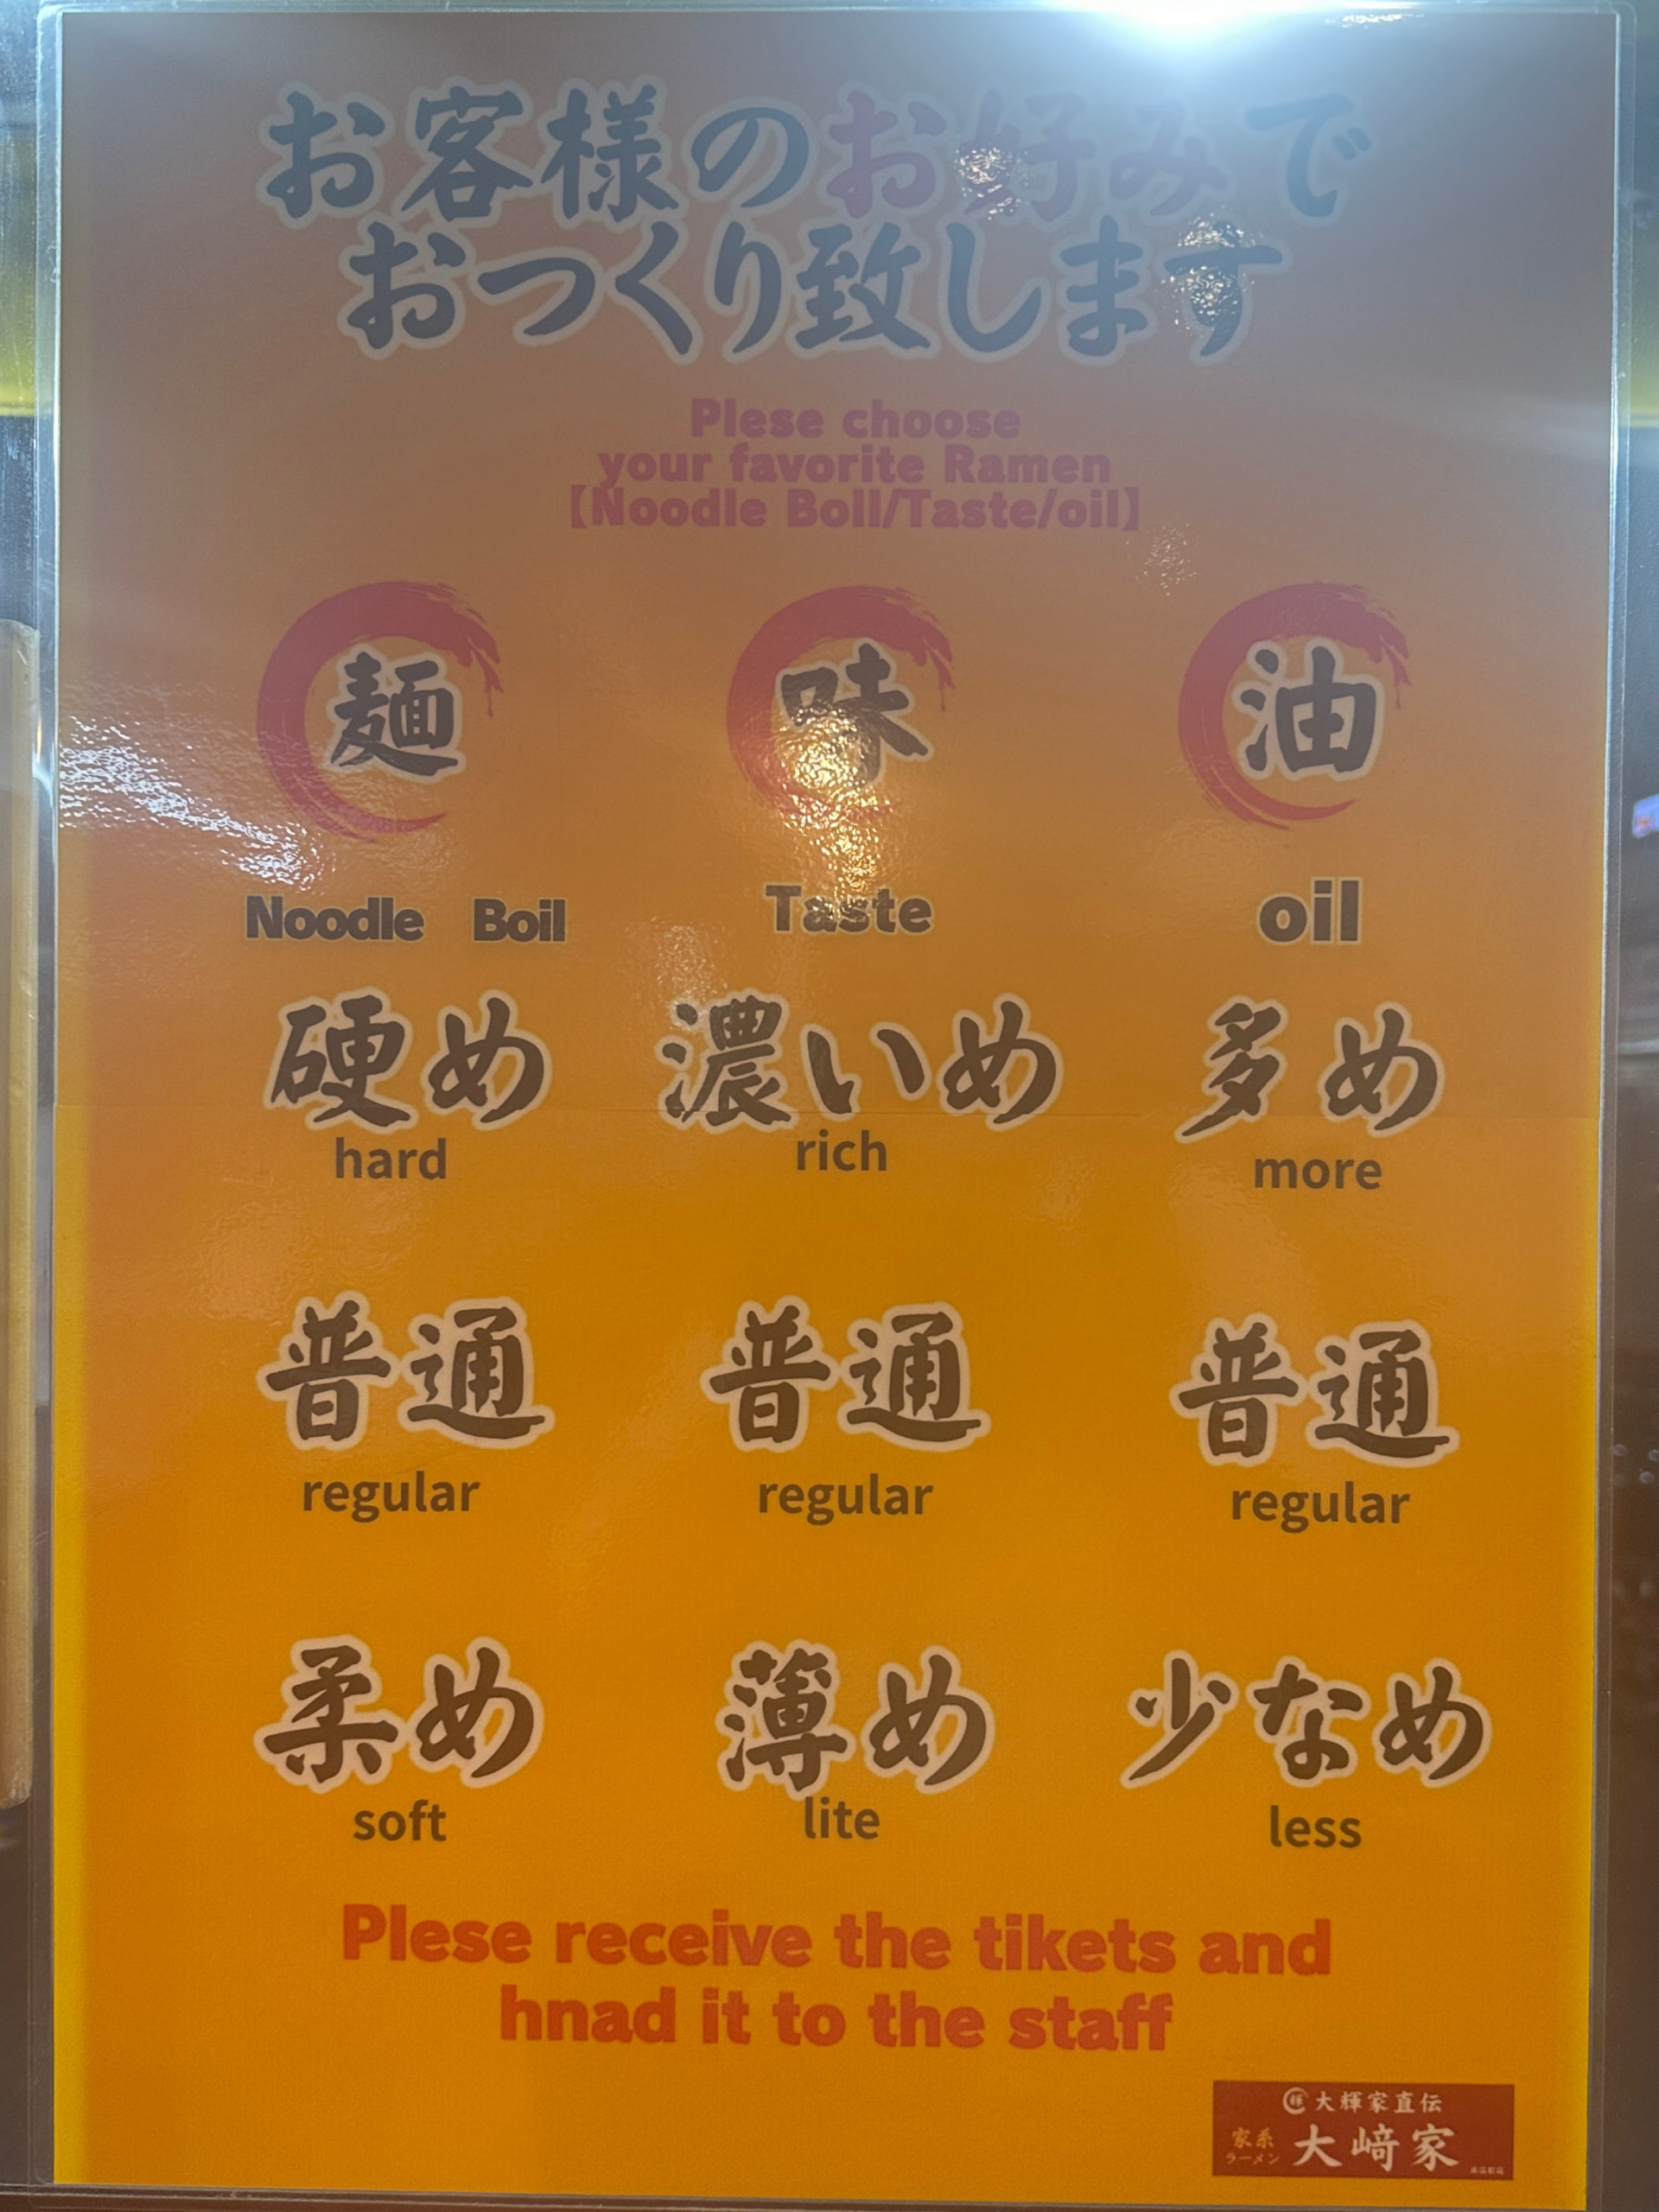 お客様のお好みで
おつくり致します
Plese choose
your favorite Ramen
【Noodle Boll/Taste/oil】
麺 味 油
Noodle Boil Taste oil
硬め 濃いめ 多め
hard rich more
普通 普通 普通
regular regular regular
柔め 薄め 少なめ
soft lite less
Plese receive the tikets and
hnad it to the staff
輝 大輝家直伝
家系
ラーメン 大﨑家